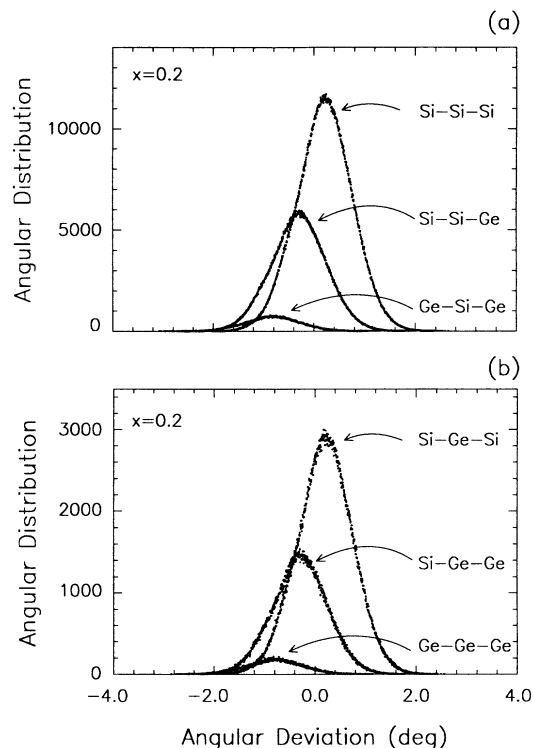 (a)
x=0.2
Si-Si-Si
Si-Si-Ge
Ge-Si-Ge
10000
5000
0
Angular Distribution
(b)
x=0.2
Si-Ge-Si
Si-Ge-Ge
Ge-Ge-Ge
3000
2000
1000
0
Angular Distribution
-4.0 -2.0 0.0 2.0 4.0
Angular Deviation (deg)